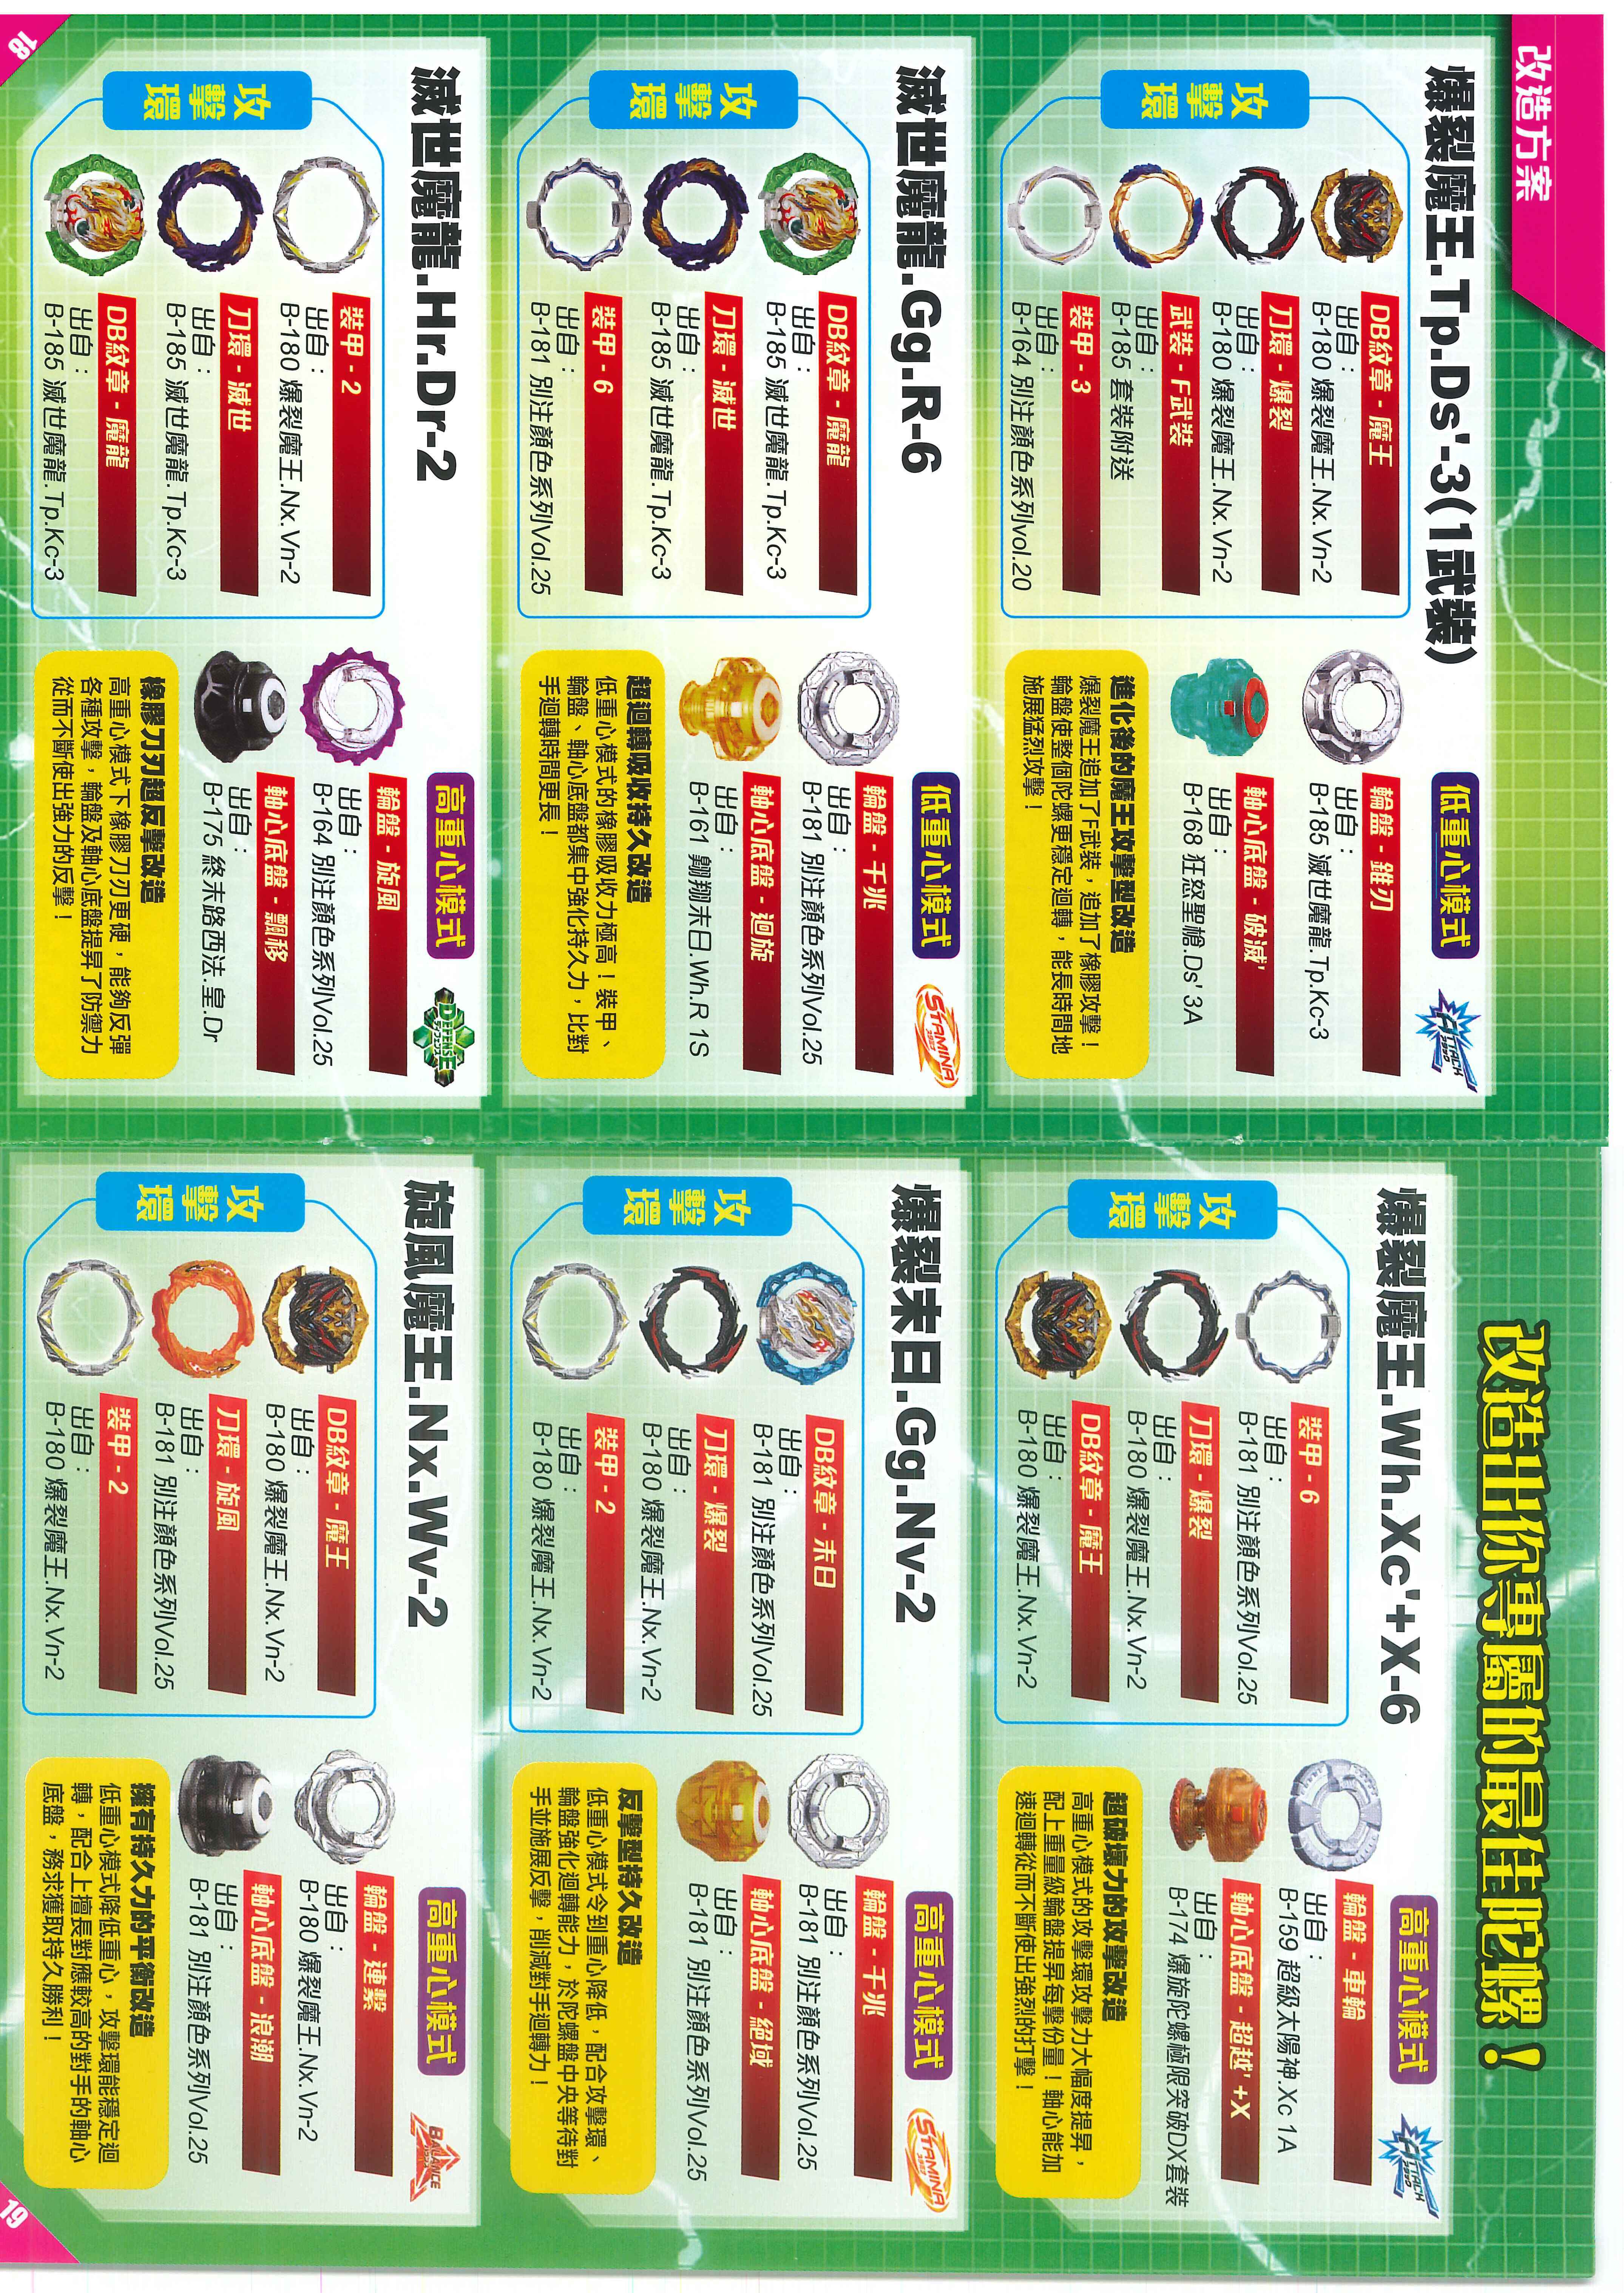 改造方案
爆裂魔王.Tp.Ds'-3(1武裝)
低重心模式
ATTACK
アタック
攻擊環
DB紋章 - 魔王
出自：
B-180 爆裂魔王.Nx.Vn-2
刀環 - 爆裂
出自：
B-180 爆裂魔王.Nx.Vn-2
武裝 - F武裝
出自：
B-185 套裝附送
裝甲 - 3
出自：
B-164 別注顏色系列vol.20
輪盤 - 錐刃
出自：
B-185 滅世魔龍.Tp.Kc-3
軸心底盤 - 破滅'
出自：
B-168 狂怒聖槍.Ds' 3A
進化後的魔王攻擊型改造
爆裂魔王追加了F武裝，追加了橡膠攻擊！
輪盤使整個陀螺更穩定迴轉，能長時間地
施展猛烈攻擊！
滅世魔龍.Gg.R-6
低重心模式
STAMINA
スタミナ
攻擊環
DB紋章 - 魔龍
出自：
B-185 滅世魔龍.Tp.Kc-3
刀環 - 滅世
出自：
B-185 滅世魔龍.Tp.Kc-3
裝甲 - 6
出自：
B-181 別注顏色系列Vol.25
輪盤 - 千兆
出自：
B-181 別注顏色系列Vol.25
軸心底盤 - 迴旋
出自：
B-161 翺翔末日.Wh.R 1S
超迴轉吸收持久改造
低重心模式的橡膠吸收力極高！裝甲、
輪盤、軸心底盤都集中強化持久力，比對
手迴轉時間更長！
滅世魔龍.Hr.Dr-2
高重心模式
DEFENSE
ディフェンス
攻擊環
裝甲 - 2
出自：
B-180 爆裂魔王.Nx.Vn-2
刀環 - 滅世
出自：
B-185 滅世魔龍.Tp.Kc-3
DB紋章 - 魔龍
出自：
B-185 滅世魔龍.Tp.Kc-3
輪盤 - 旋風
出自：
B-164 別注顏色系列Vol.25
軸心底盤 - 飄移
出自：
B-175 終末路西法.皇.Dr
橡膠刀刃超反擊改造
高重心模式下橡膠刀刃更硬，能夠反彈
各種攻擊，輪盤及軸心底盤提昇了防禦力
從而不斷使出強力的反擊！
18
改造出你專屬的最佳陀螺！
爆裂魔王.Wh.Xc'+X-6
高重心模式
ATTACK
アタック
攻擊環
裝甲 - 6
出自：
B-181 別注顏色系列Vol.25
刀環 - 爆裂
出自：
B-180 爆裂魔王.Nx.Vn-2
DB紋章 - 魔王
出自：
B-180 爆裂魔王.Nx.Vn-2
輪盤 - 車輪
出自：
B-159 超級太陽神.Xc 1A
軸心底盤 - 超越' +X
出自：
B-174 爆旋陀螺極限突破DX套裝
超破壞力的攻擊改造
高重心模式的攻擊環攻擊力大幅度提昇，
配上重量級輪盤提昇每擊份量！軸心能加
速迴轉從而不斷使出強烈的打擊！
爆裂末日.Gg.Nv-2
高重心模式
STAMINA
スタミナ
攻擊環
DB紋章 - 末日
出自：
B-181 別注顏色系列Vol.25
刀環 - 爆裂
出自：
B-180 爆裂魔王.Nx.Vn-2
裝甲 - 2
出自：
B-180 爆裂魔王.Nx.Vn-2
輪盤 - 千兆
出自：
B-181 別注顏色系列Vol.25
軸心底盤 - 絕域
出自：
B-181 別注顏色系列Vol.25
反擊型持久改造
低重心模式令到重心降低，配合攻擊環、
輪盤強化迴轉能力，於陀螺盤中央等待對
手並施展反擊，削減對手迴轉力！
旋風魔王.Nx.Wv-2
高重心模式
BALANCE
バランス
攻擊環
DB紋章 - 魔王
出自：
B-180 爆裂魔王.Nx.Vn-2
刀環 - 旋風
出自：
B-181 別注顏色系列Vol.25
裝甲 - 2
出自：
B-180 爆裂魔王.Nx.Vn-2
輪盤 - 連繫
出自：
B-180 爆裂魔王.Nx.Vn-2
軸心底盤 - 浪潮
出自：
B-181 別注顏色系列Vol.25
擁有持久力的平衡改造
低重心模式降低重心，攻擊環能穩定迴
轉，配合上擅長對應較高的對手的軸心
底盤，務求獲取持久勝利！
19